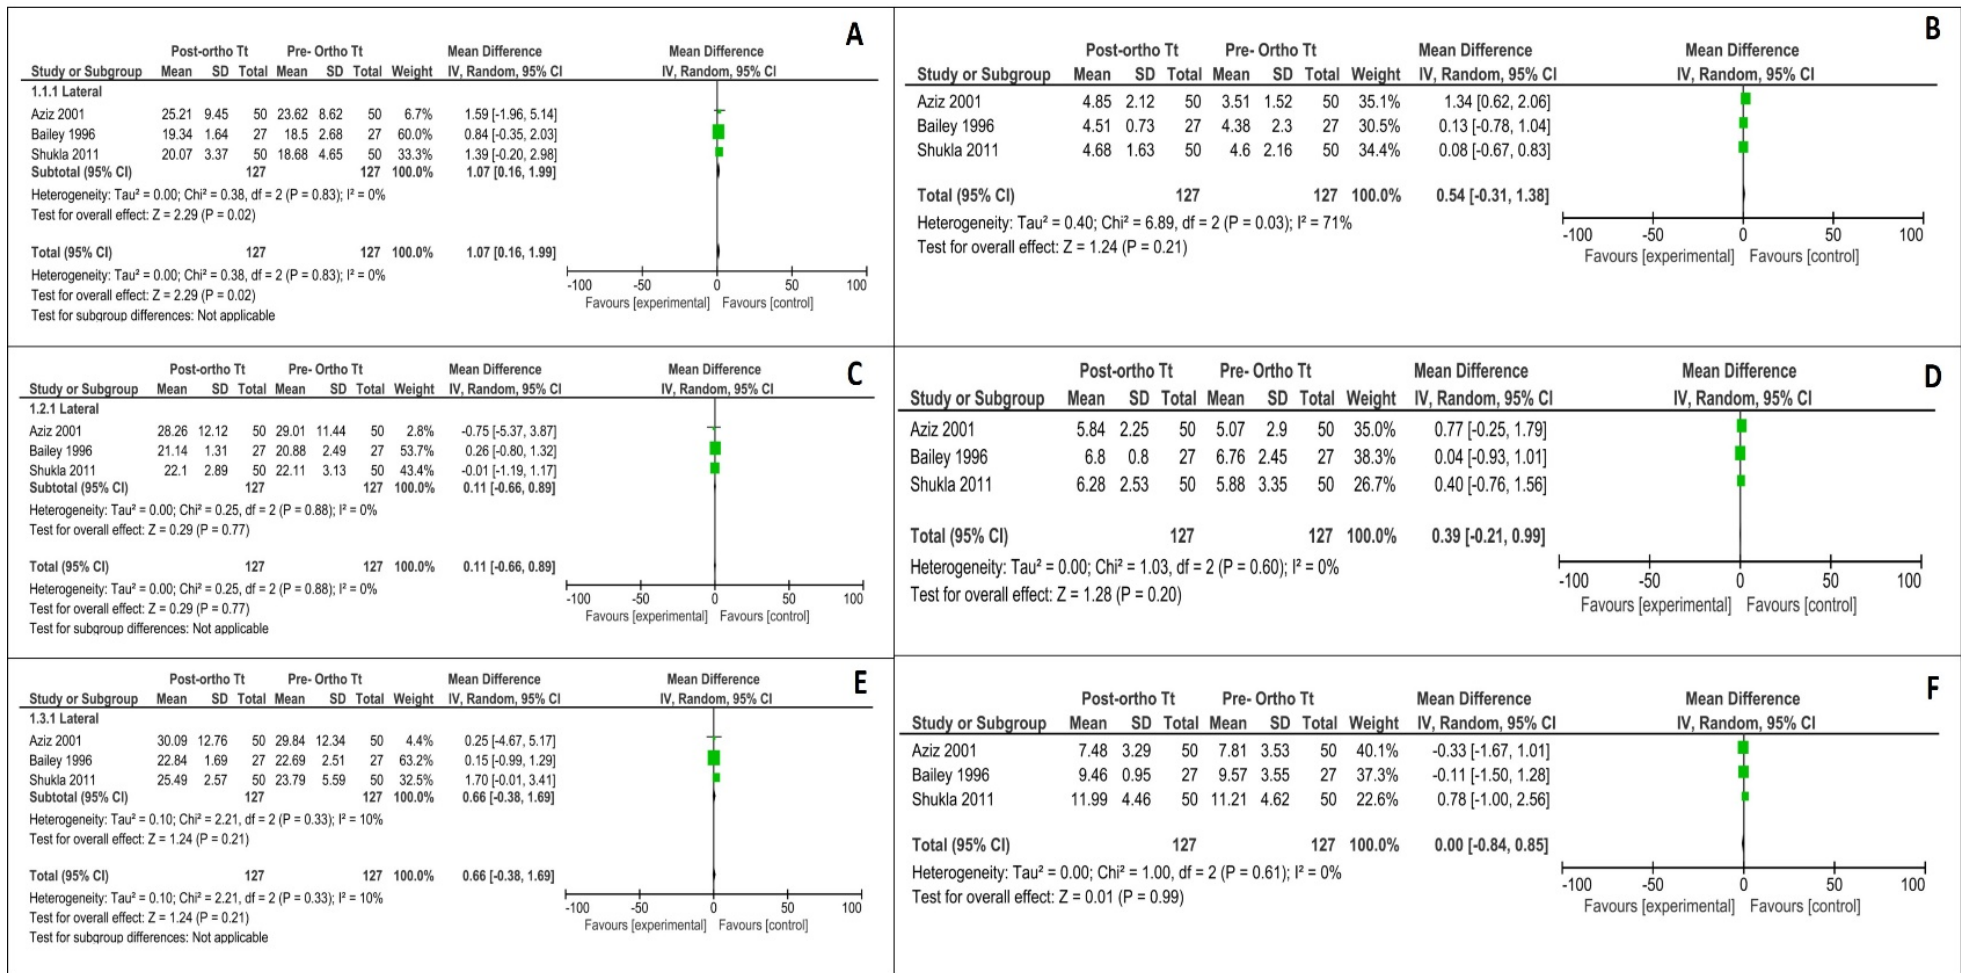 A
Post-ortho Tt Pre- Ortho Tt Mean Difference Mean Difference
Study or Subgroup Mean SD Total Mean SD Total Weight IV, Random, 95% CI IV, Random, 95% CI
1.1.1 Lateral
Aziz 2001 25.21 9.45 50 23.62 8.62 50 6.7% 1.59 [-1.96, 5.14]
Bailey 1996 19.34 1.64 27 18.5 2.68 27 60.0% 0.84 [-0.35, 2.03]
Shukla 2011 20.07 3.37 50 18.68 4.65 50 33.3% 1.39 [-0.20, 2.98]
Subtotal (95% CI) 127 127 100.0% 1.07 [0.16, 1.99]
Heterogeneity: Tau² = 0.00; Chi² = 0.38, df = 2 (P = 0.83); I² = 0%
Test for overall effect: Z = 2.29 (P = 0.02)
Total (95% CI) 127 127 100.0% 1.07 [0.16, 1.99]
Heterogeneity: Tau² = 0.00; Chi² = 0.38, df = 2 (P = 0.83); I² = 0%
Test for overall effect: Z = 2.29 (P = 0.02)
Test for subgroup differences: Not applicable
-100 -50 0 50 100
Favours [experimental] Favours [control]
B
Post-ortho Tt Pre- Ortho Tt Mean Difference Mean Difference
Study or Subgroup Mean SD Total Mean SD Total Weight IV, Random, 95% CI IV, Random, 95% CI
Aziz 2001 4.85 2.12 50 3.51 1.52 50 35.1% 1.34 [0.62, 2.06]
Bailey 1996 4.51 0.73 27 4.38 2.3 27 30.5% 0.13 [-0.78, 1.04]
Shukla 2011 4.68 1.63 50 4.6 2.16 50 34.4% 0.08 [-0.67, 0.83]
Total (95% CI) 127 127 100.0% 0.54 [-0.31, 1.38]
Heterogeneity: Tau² = 0.40; Chi² = 6.89, df = 2 (P = 0.03); I² = 71%
Test for overall effect: Z = 1.24 (P = 0.21)
-100 -50 0 50 100
Favours [experimental] Favours [control]
C
Post-ortho Tt Pre- Ortho Tt Mean Difference Mean Difference
Study or Subgroup Mean SD Total Mean SD Total Weight IV, Random, 95% CI IV, Random, 95% CI
1.2.1 Lateral
Aziz 2001 28.26 12.12 50 29.01 11.44 50 2.8% -0.75 [-5.37, 3.87]
Bailey 1996 21.14 1.31 27 20.88 2.49 27 53.7% 0.26 [-0.80, 1.32]
Shukla 2011 22.1 2.89 50 22.11 3.13 50 43.4% -0.01 [-1.19, 1.17]
Subtotal (95% CI) 127 127 100.0% 0.11 [-0.66, 0.89]
Heterogeneity: Tau² = 0.00; Chi² = 0.25, df = 2 (P = 0.88); I² = 0%
Test for overall effect: Z = 0.29 (P = 0.77)
Total (95% CI) 127 127 100.0% 0.11 [-0.66, 0.89]
Heterogeneity: Tau² = 0.00; Chi² = 0.25, df = 2 (P = 0.88); I² = 0%
Test for overall effect: Z = 0.29 (P = 0.77)
Test for subgroup differences: Not applicable
-100 -50 0 50 100
Favours [experimental] Favours [control]
D
Post-ortho Tt Pre- Ortho Tt Mean Difference Mean Difference
Study or Subgroup Mean SD Total Mean SD Total Weight IV, Random, 95% CI IV, Random, 95% CI
Aziz 2001 5.84 2.25 50 5.07 2.9 50 35.0% 0.77 [-0.25, 1.79]
Bailey 1996 6.8 0.8 27 6.76 2.45 27 38.3% 0.04 [-0.93, 1.01]
Shukla 2011 6.28 2.53 50 5.88 3.35 50 26.7% 0.40 [-0.76, 1.56]
Total (95% CI) 127 127 100.0% 0.39 [-0.21, 0.99]
Heterogeneity: Tau² = 0.00; Chi² = 1.03, df = 2 (P = 0.60); I² = 0%
Test for overall effect: Z = 1.28 (P = 0.20)
-100 -50 0 50 100
Favours [experimental] Favours [control]
E
Post-ortho Tt Pre- Ortho Tt Mean Difference Mean Difference
Study or Subgroup Mean SD Total Mean SD Total Weight IV, Random, 95% CI IV, Random, 95% CI
1.3.1 Lateral
Aziz 2001 30.09 12.76 50 29.84 12.34 50 4.4% 0.25 [-4.67, 5.17]
Bailey 1996 22.84 1.69 27 22.69 2.51 27 63.2% 0.15 [-0.99, 1.29]
Shukla 2011 25.49 2.57 50 23.79 5.59 50 32.5% 1.70 [-0.01, 3.41]
Subtotal (95% CI) 127 127 100.0% 0.66 [-0.38, 1.69]
Heterogeneity: Tau² = 0.10; Chi² = 2.21, df = 2 (P = 0.33); I² = 10%
Test for overall effect: Z = 1.24 (P = 0.21)
Total (95% CI) 127 127 100.0% 0.66 [-0.38, 1.69]
Heterogeneity: Tau² = 0.10; Chi² = 2.21, df = 2 (P = 0.33); I² = 10%
Test for overall effect: Z = 1.24 (P = 0.21)
Test for subgroup differences: Not applicable
-100 -50 0 50 100
Favours [experimental] Favours [control]
F
Post-ortho Tt Pre- Ortho Tt Mean Difference Mean Difference
Study or Subgroup Mean SD Total Mean SD Total Weight IV, Random, 95% CI IV, Random, 95% CI
Aziz 2001 7.48 3.29 50 7.81 3.53 50 40.1% -0.33 [-1.67, 1.01]
Bailey 1996 9.46 0.95 27 9.57 3.55 27 37.3% -0.11 [-1.50, 1.28]
Shukla 2011 11.99 4.46 50 11.21 4.62 50 22.6% 0.78 [-1.00, 2.56]
Total (95% CI) 127 127 100.0% 0.00 [-0.84, 0.85]
Heterogeneity: Tau² = 0.00; Chi² = 1.00, df = 2 (P = 0.61); I² = 0%
Test for overall effect: Z = 0.01 (P = 0.99)
-100 -50 0 50 100
Favours [experimental] Favours [control]